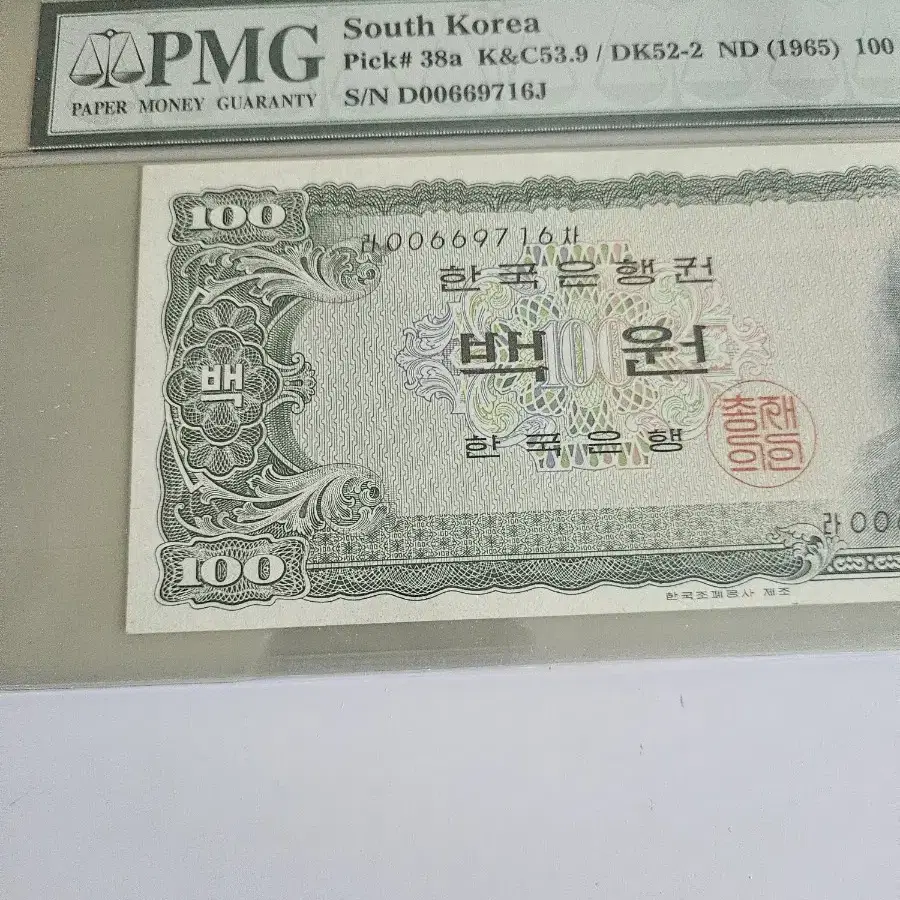 PMG
PAPER MONEY GUARANTY
South Korea
Pick# 38a K&C53.9 / DK52-2 ND (1965) 100
S/N D00669716J
100
라00669716차
한국은행권
백
100
백원
한국은행
총재의인
라00
100
한국조폐공사 제조